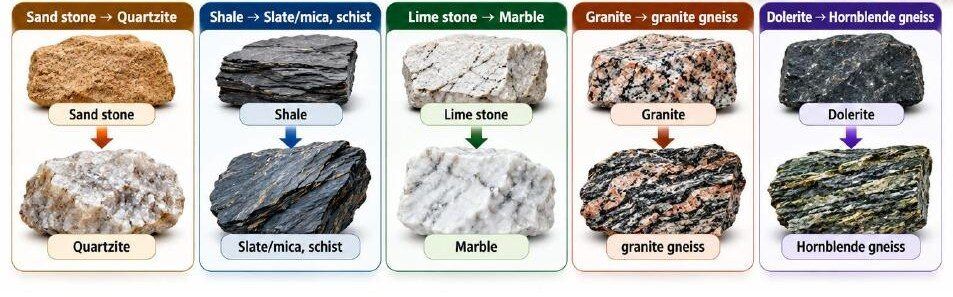 Sand stone → Quartzite
Sand stone
Quartzite
Shale → Slate/mica, schist
Shale
Slate/mica, schist
Lime stone → Marble
Lime stone
Marble
Granite → granite gneiss
Granite
granite gneiss
Dolerite → Hornblende gneiss
Dolerite
Hornblende gneiss